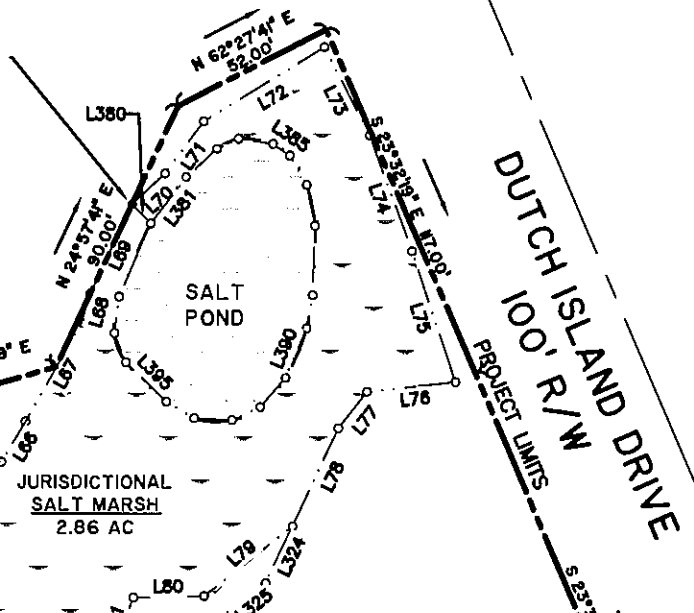 N 62°27'41" E
52.00'
L380
L72
L73
L385
L71
L70
L381
S 23°32'19" E 117.00'
L74
N 24°57'41" E
90.00'
L69
L68
SALT
POND
L75
DUTCH ISLAND DRIVE
100' R/W
L390
L395
PROJECT LIMITS
L67
L76
L77
L66
L78
JURISDICTIONAL
SALT MARSH
2.86 AC
L79
L324
L325
L80